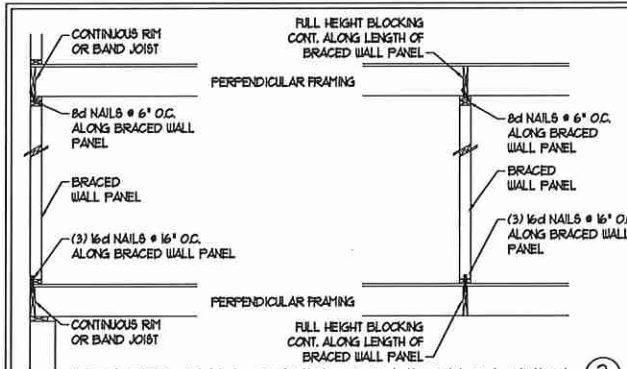 CONTINUOUS RIM
OR BAND JOIST
FULL HEIGHT BLOCKING
CONT. ALONG LENGTH OF
BRACED WALL PANEL
PERPENDICULAR FRAMING
8d NAILS @ 6" O.C.
ALONG BRACED WALL
PANEL
8d NAILS @ 6" O.C.
ALONG BRACED
WALL PANEL
BRACED
WALL PANEL
BRACED
WALL PANEL
(3) 16d NAILS @ 16" O.C.
ALONG BRACED WALL PANEL
(3) 16d NAILS @ 16" O.
ALONG BRACED WALL
PANEL
PERPENDICULAR FRAMING
CONTINUOUS RIM
OR BAND JOIST
FULL HEIGHT BLOCKING
CONT. ALONG LENGTH OF
BRACED WALL PANEL